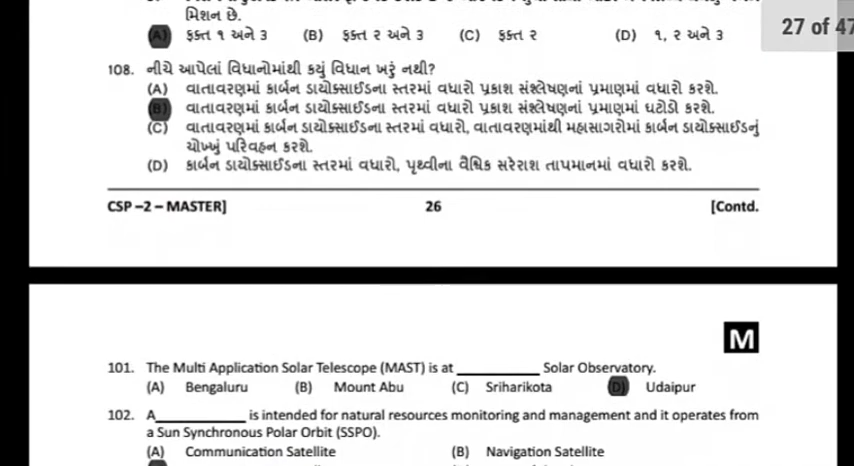 મિશન છે.
(A) ફક્ત ૧ અને ૩ (B) ફક્ત ૨ અને ૩ (C) ફક્ત ૨ (D) ૧, ૨ અને ૩
27 of 47
108. નીચે આપેલાં વિધાનોમાંથી કયું વિધાન ખરું નથી?
(A) વાતાવરણમાં કાર્બન ડાયોક્સાઈડના સ્તરમાં વધારો પ્રકાશ સંશ્લેષણનાં પ્રમાણમાં વધારો કરશે.
(B) વાતાવરણમાં કાર્બન ડાયોક્સાઈડના સ્તરમાં વધારો પ્રકાશ સંશ્લેષણનાં પ્રમાણમાં ઘટોડો કરશે.
(C) વાતાવરણમાં કાર્બન ડાયોક્સાઈડના સ્તરમાં વધારો, વાતાવરણમાંથી મહાસાગરોમાં કાર્બન ડાયોક્સાઈડનું
ચોખ્ખું પરિવહન કરશે.
(D) કાર્બન ડાયોક્સાઈડના સ્તરમાં વધારો, પૃથ્વીના વૈશ્વિક સરેરાશ તાપમાનમાં વધારો કરશે.
CSP –2 – MASTER] 26 [Contd.
M
101. The Multi Application Solar Telescope (MAST) is at __________ Solar Observatory.
(A) Bengaluru (B) Mount Abu (C) Sriharikota (D) Udaipur
102. A__________ is intended for natural resources monitoring and management and it operates from
a Sun Synchronous Polar Orbit (SSPO).
(A) Communication Satellite (B) Navigation Satellite